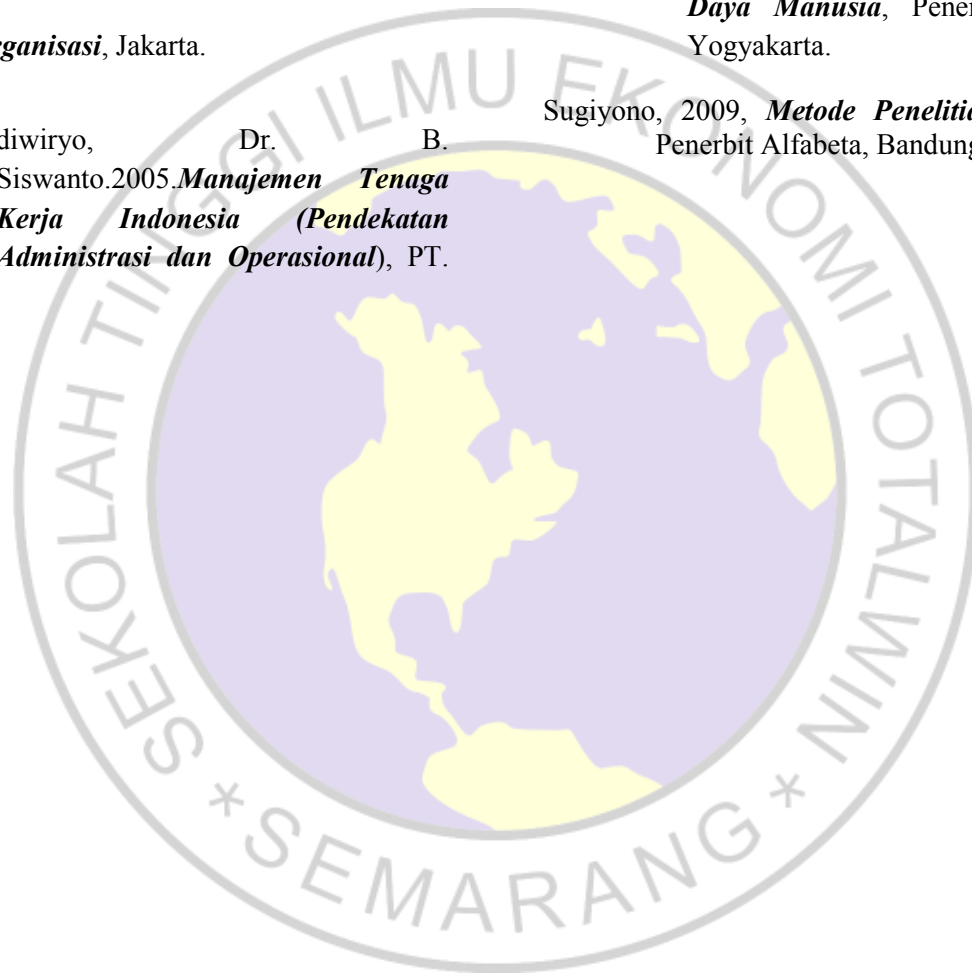 rganisasi, Jakarta.
diwiryo, Dr. B.
Siswanto.2005.Manajemen Tenaga
Kerja Indonesia (Pendekatan
Administrasi dan Operasional), PT.
Daya Manusia, Pener
Yogyakarta.
Sugiyono, 2009, Metode Penelitia
Penerbit Alfabeta, Bandung
SEKOLAH TINGGI ILMU EKONOMI TOTALWIN
* SEMARANG *